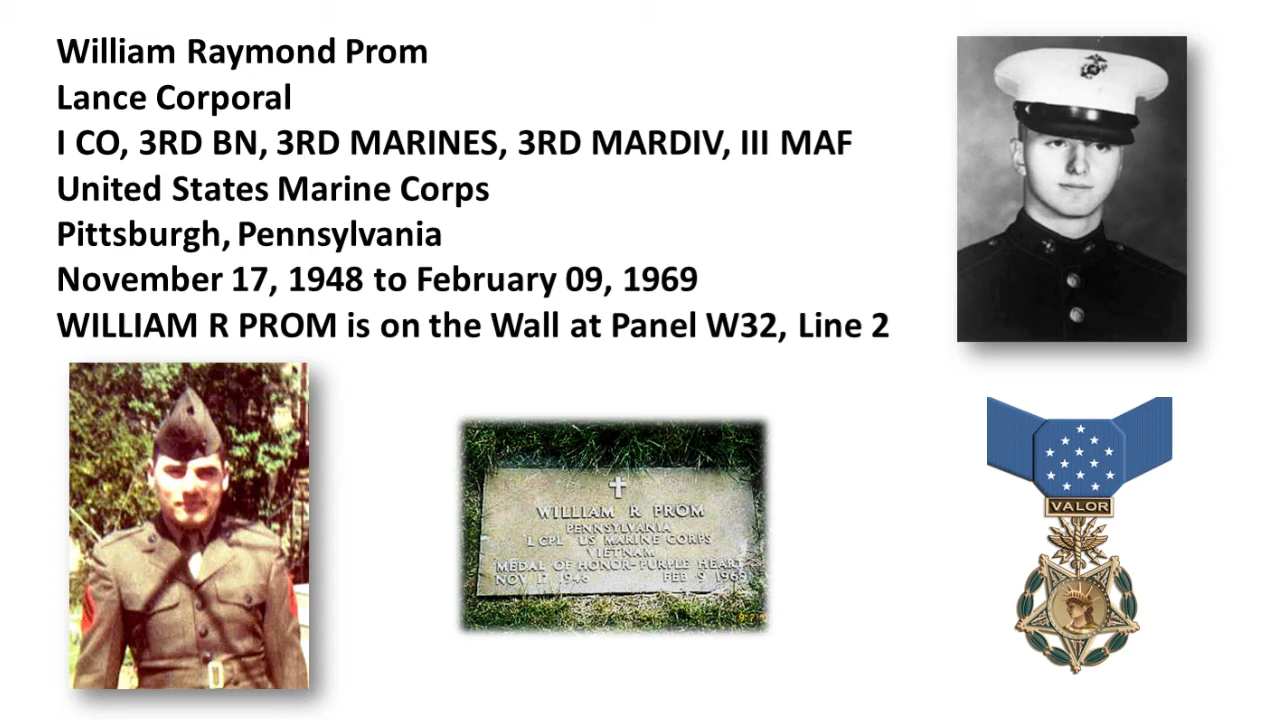 William Raymond Prom
Lance Corporal
I CO, 3RD BN, 3RD MARINES, 3RD MARDIV, III MAF
United States Marine Corps
Pittsburgh, Pennsylvania
November 17, 1948 to February 09, 1969
WILLIAM R PROM is on the Wall at Panel W32, Line 2
WILLIAM R PROM
PENNSYLVANIA
LCPL US MARINE CORPS
VIETNAM
MEDAL OF HONOR-PURPLE HEART
NOV 17 1948 FEB 9 1969
VALOR